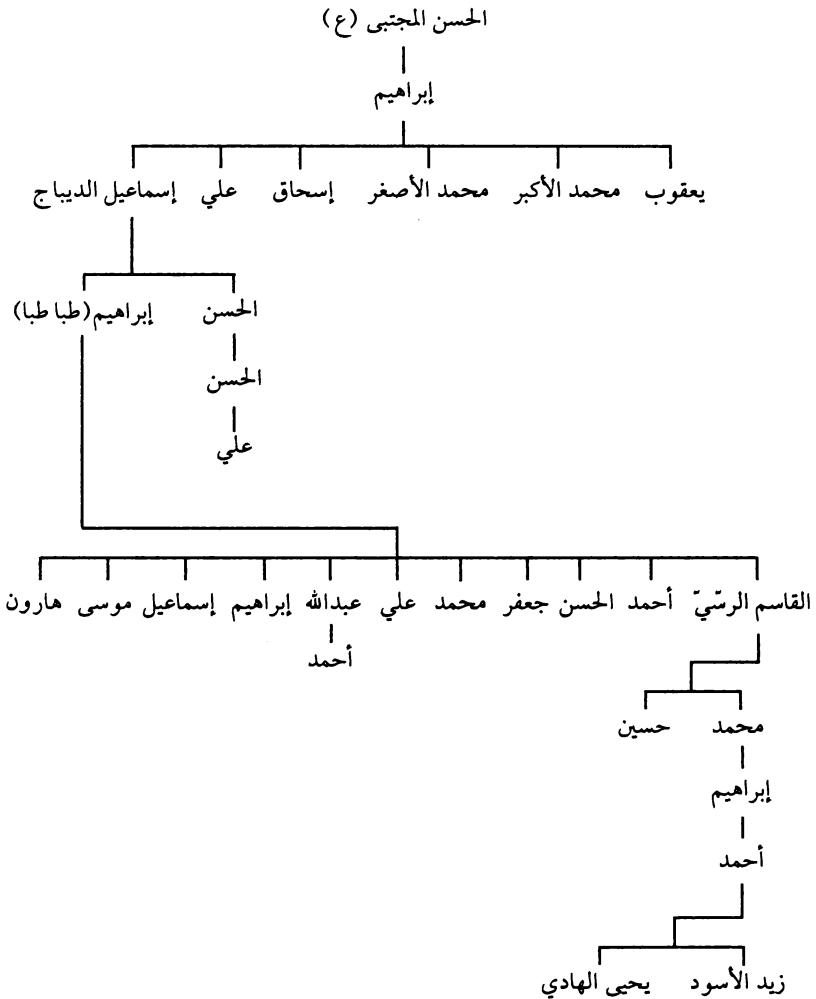 الحسن المجتبى (ع)
إبراهيم
يعقوب محمد الأكبر محمد الأصغر إسحاق علي إسماعيل الديباج
الحسن إبراهيم (طبا طبا)
الحسن
علي
القاسم الرسّيّ أحمد الحسن جعفر محمد علي عبدالله إبراهيم إسماعيل موسى هارون
أحمد
محمد حسين
إبراهيم
أحمد
زيد الأسود يحيى الهادي